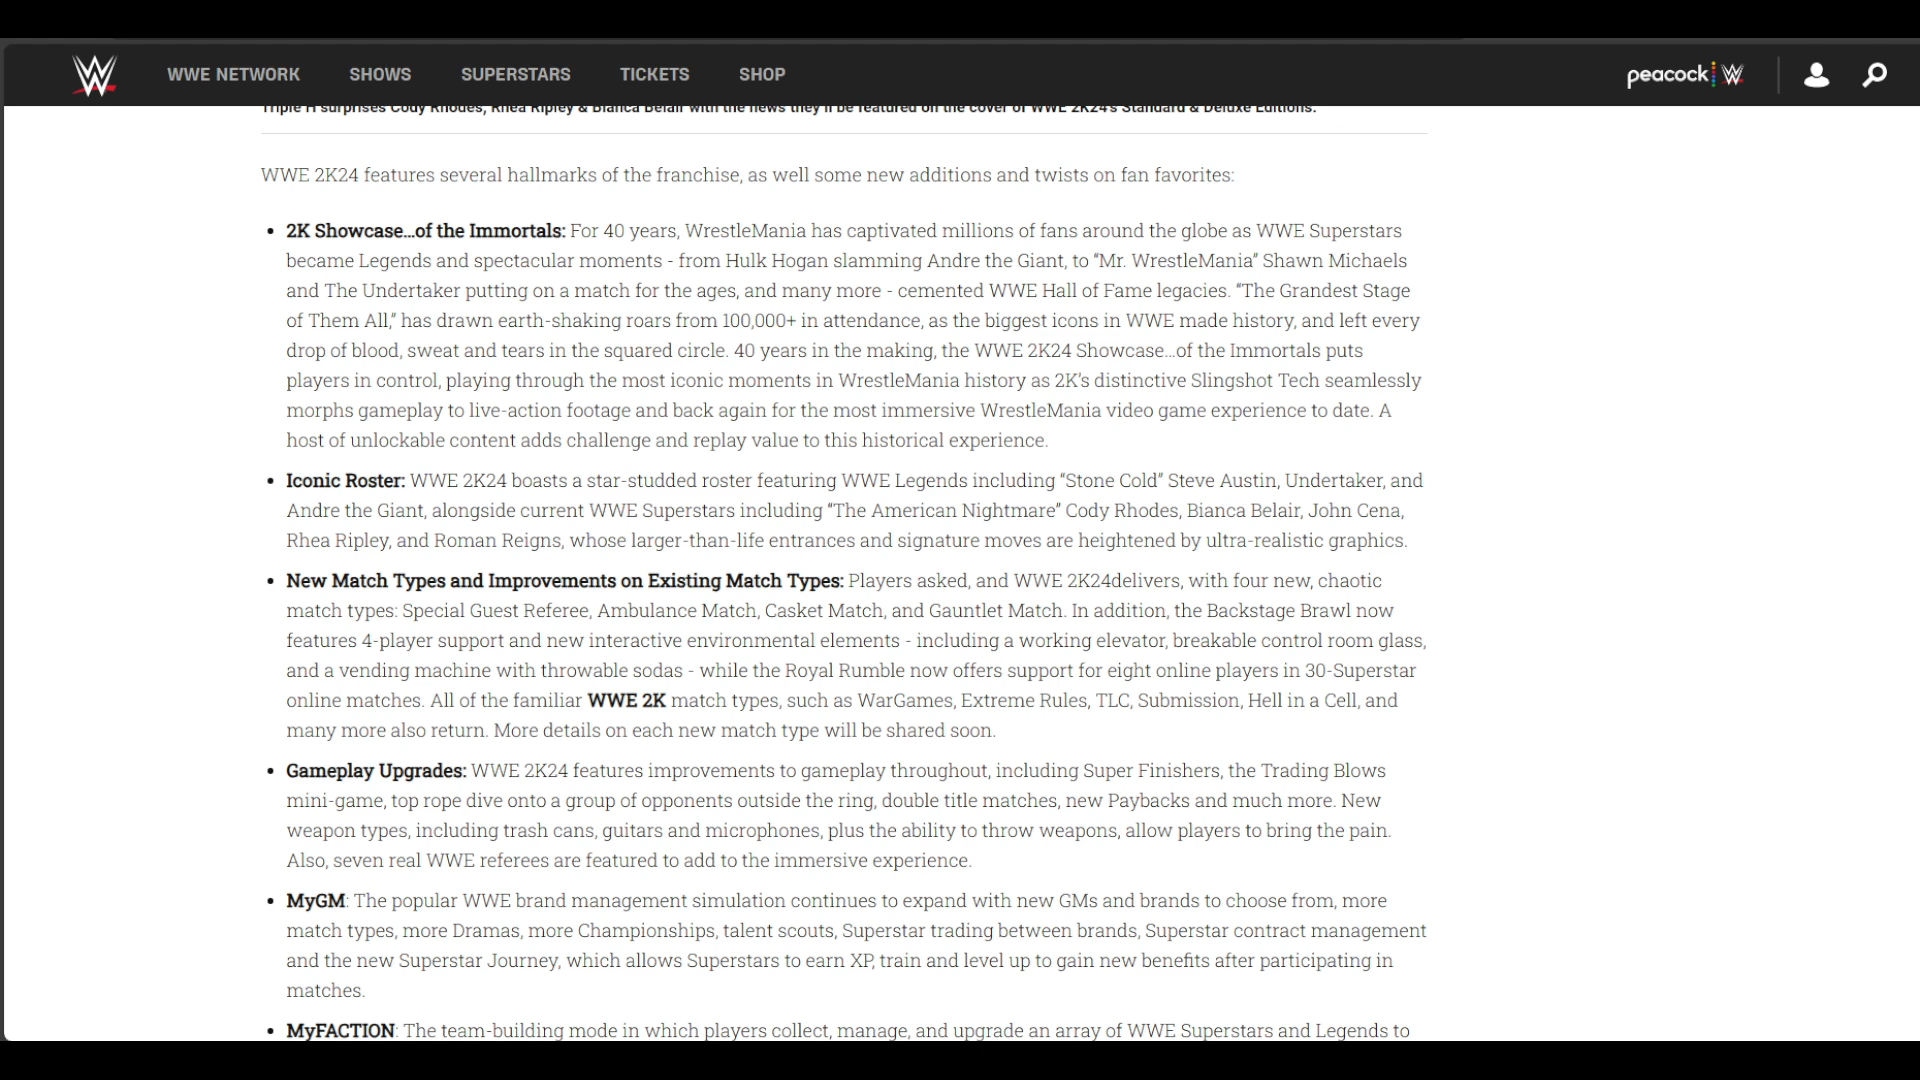 WWE NETWORK SHOWS SUPERSTARS TICKETS SHOP peacock W
Triple H surprises Cody Rhodes, Rhea Ripley & Bianca Belair with the news they'll be featured on the cover of WWE 2K24's Standard & Deluxe Editions.
WWE 2K24 features several hallmarks of the franchise, as well some new additions and twists on fan favorites:
• 2K Showcase...of the Immortals: For 40 years, WrestleMania has captivated millions of fans around the globe as WWE Superstars
became Legends and spectacular moments - from Hulk Hogan slamming Andre the Giant, to “Mr. WrestleMania” Shawn Michaels
and The Undertaker putting on a match for the ages, and many more - cemented WWE Hall of Fame legacies. “The Grandest Stage
of Them All,” has drawn earth-shaking roars from 100,000+ in attendance, as the biggest icons in WWE made history, and left every
drop of blood, sweat and tears in the squared circle. 40 years in the making, the WWE 2K24 Showcase...of the Immortals puts
players in control, playing through the most iconic moments in WrestleMania history as 2K's distinctive Slingshot Tech seamlessly
morphs gameplay to live-action footage and back again for the most immersive WrestleMania video game experience to date. A
host of unlockable content adds challenge and replay value to this historical experience.
• Iconic Roster: WWE 2K24 boasts a star-studded roster featuring WWE Legends including “Stone Cold” Steve Austin, Undertaker, and
Andre the Giant, alongside current WWE Superstars including “The American Nightmare” Cody Rhodes, Bianca Belair, John Cena,
Rhea Ripley, and Roman Reigns, whose larger-than-life entrances and signature moves are heightened by ultra-realistic graphics.
• New Match Types and Improvements on Existing Match Types: Players asked, and WWE 2K24delivers, with four new, chaotic
match types: Special Guest Referee, Ambulance Match, Casket Match, and Gauntlet Match. In addition, the Backstage Brawl now
features 4-player support and new interactive environmental elements - including a working elevator, breakable control room glass,
and a vending machine with throwable sodas - while the Royal Rumble now offers support for eight online players in 30-Superstar
online matches. All of the familiar WWE 2K match types, such as WarGames, Extreme Rules, TLC, Submission, Hell in a Cell, and
many more also return. More details on each new match type will be shared soon.
• Gameplay Upgrades: WWE 2K24 features improvements to gameplay throughout, including Super Finishers, the Trading Blows
mini-game, top rope dive onto a group of opponents outside the ring, double title matches, new Paybacks and much more. New
weapon types, including trash cans, guitars and microphones, plus the ability to throw weapons, allow players to bring the pain.
Also, seven real WWE referees are featured to add to the immersive experience.
• MyGM: The popular WWE brand management simulation continues to expand with new GMs and brands to choose from, more
match types, more Dramas, more Championships, talent scouts, Superstar trading between brands, Superstar contract management
and the new Superstar Journey, which allows Superstars to earn XP, train and level up to gain new benefits after participating in
matches.
• MyFACTION: The team-building mode in which players collect, manage, and upgrade an array of WWE Superstars and Legends to